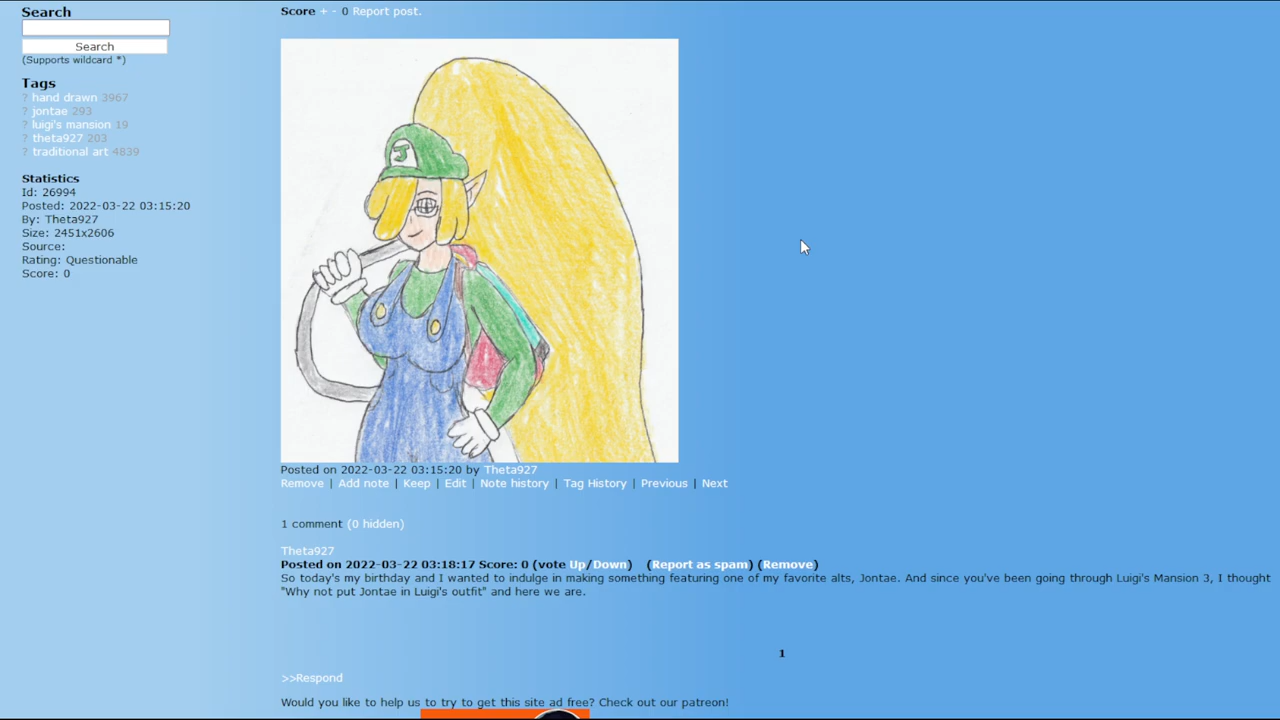 Search
Search
(Supports wildcard *)
Tags
? hand drawn 3967
? jontae 293
? luigi's mansion 19
? theta927 203
? traditional art 4839
Statistics
Id: 26994
Posted: 2022-03-22 03:15:20
By: Theta927
Size: 2451x2606
Source:
Rating: Questionable
Score: 0
Score + - 0 Report post.
J
Posted on 2022-03-22 03:15:20 by Theta927
Remove | Add note | Keep | Edit | Note history | Tag History | Previous | Next
1 comment (0 hidden)
Theta927
Posted on 2022-03-22 03:18:17 Score: 0 (vote Up/Down) (Report as spam) (Remove)
So today's my birthday and I wanted to indulge in making something featuring one of my favorite alts, Jontae. And since you've been going through Luigi's Mansion 3, I thought
"Why not put Jontae in Luigi's outfit" and here we are.
1
>>Respond
Would you like to help us to try to get this site ad free? Check out our patreon!